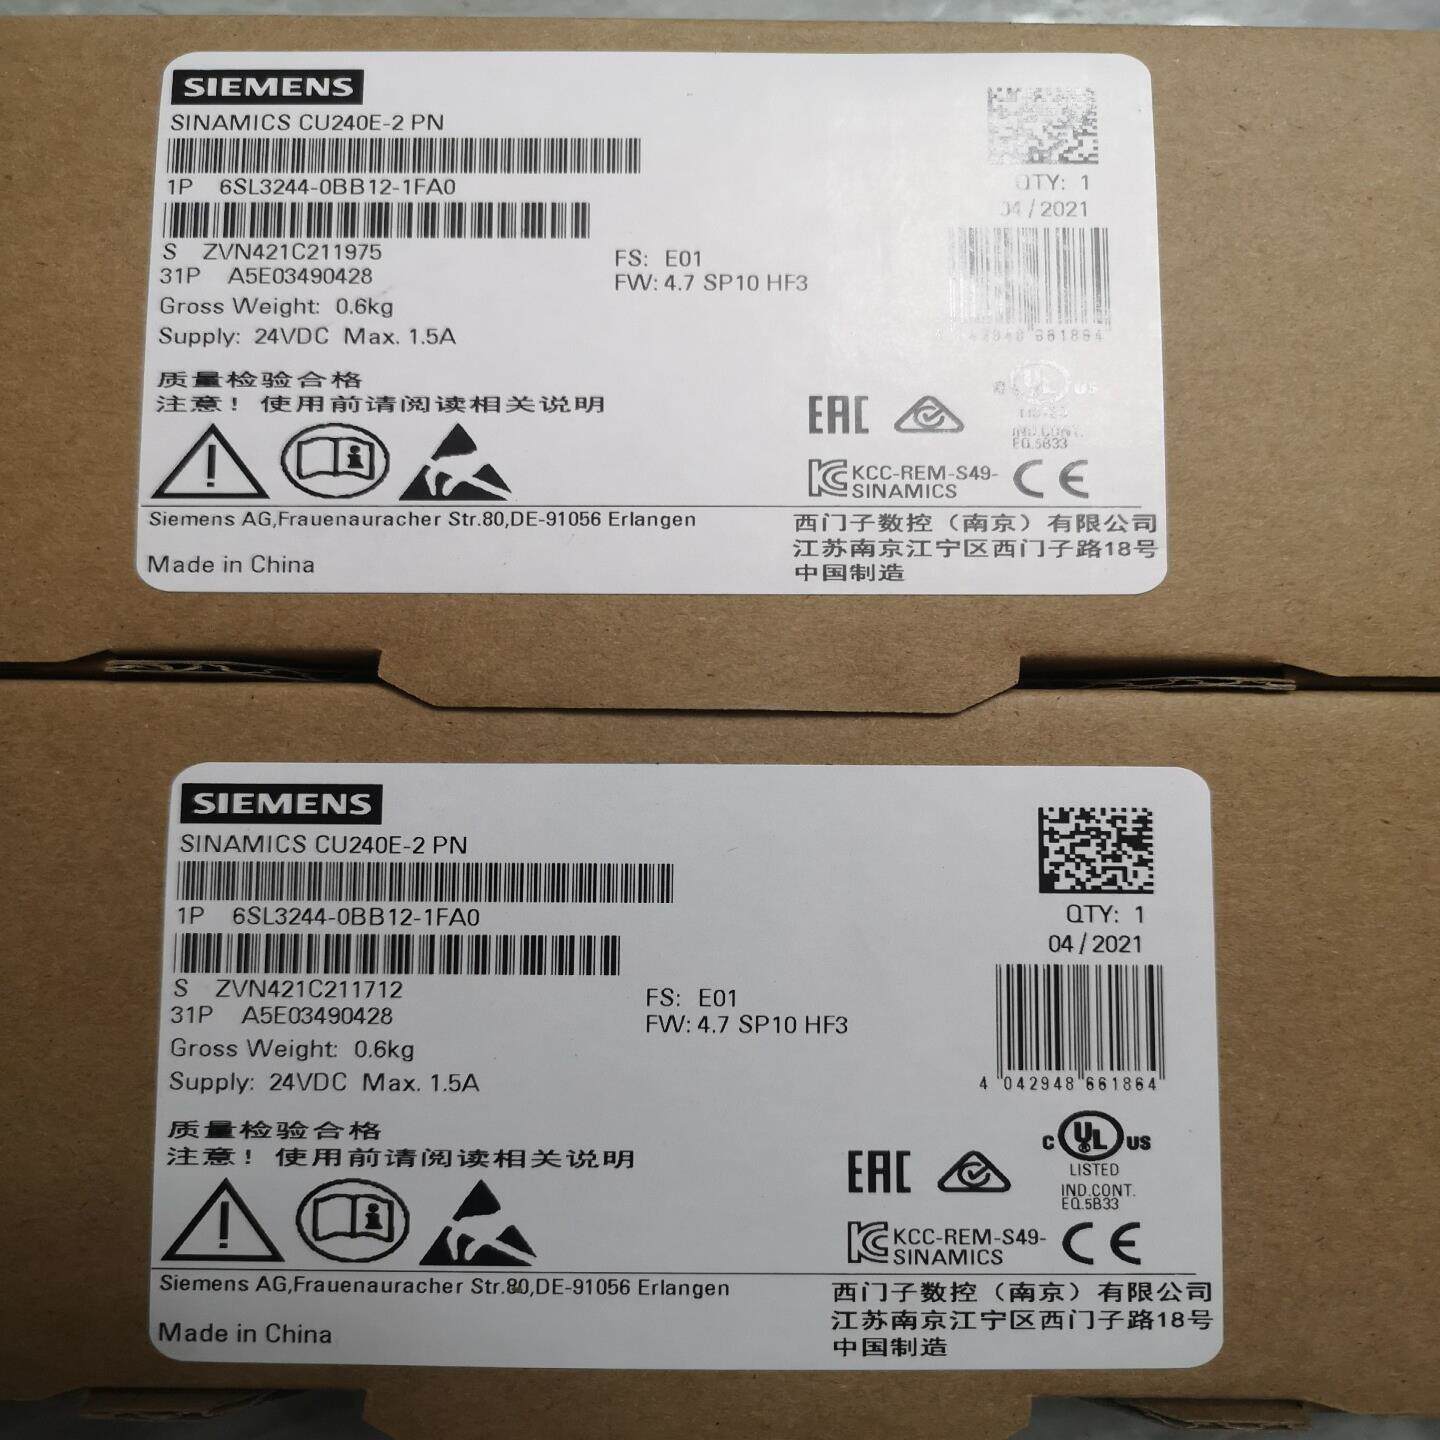 SIEMENS
SINAMICS CU240E-2 PN
1P 6SL3244-0BB12-1FA0
S ZVN421C211975
31P A5E03490428
Gross Weight: 0.6kg
Supply: 24VDC Max. 1.5A
FS: E01
FW: 4.7 SP10 HF3
QTY: 1
04/2021
质量检验合格
注意！使用前请阅读相关说明
EAC
UL US
IND.CONT.
EQ.5B33
KCC-REM-S49-
SINAMICS
CE
Siemens AG,Frauenauracher Str.80,DE-91056 Erlangen
Made in China
西门子数控（南京）有限公司
江苏南京江宁区西门子路18号
中国制造
SIEMENS
SINAMICS CU240E-2 PN
1P 6SL3244-0BB12-1FA0
S ZVN421C211712
31P A5E03490428
Gross Weight: 0.6kg
Supply: 24VDC Max. 1.5A
FS: E01
FW: 4.7 SP10 HF3
QTY: 1
04/2021
4 042948 661864
质量检验合格
注意！使用前请阅读相关说明
EAC
C UL US
LISTED
IND.CONT.
EQ.5B33
KCC-REM-S49-
SINAMICS
CE
Siemens AG,Frauenauracher Str.80,DE-91056 Erlangen
Made in China
西门子数控（南京）有限公司
江苏南京江宁区西门子路18号
中国制造